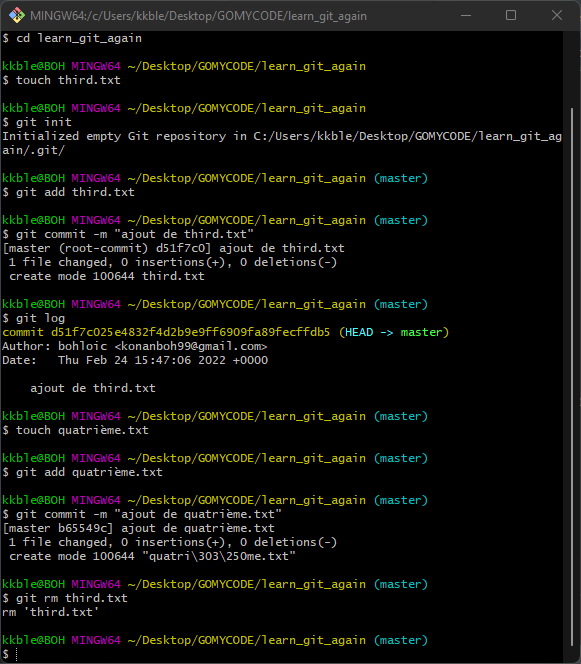 MINGW64:/c/Users/kkble/Desktop/GOMYCODE/learn_git_again
$ cd learn_git_again
kkble@BOH MINGW64 ~/Desktop/GOMYCODE/learn_git_again
$ touch third.txt
kkble@BOH MINGW64 ~/Desktop/GOMYCODE/learn_git_again
$ git init
Initialized empty Git repository in C:/Users/kkble/Desktop/GOMYCODE/learn_git_ag
ain/.git/
kkble@BOH MINGW64 ~/Desktop/GOMYCODE/learn_git_again (master)
$ git add third.txt
kkble@BOH MINGW64 ~/Desktop/GOMYCODE/learn_git_again (master)
$ git commit -m "ajout de third.txt"
[master (root-commit) d51f7c0] ajout de third.txt
 1 file changed, 0 insertions(+), 0 deletions(-)
 create mode 100644 third.txt
kkble@BOH MINGW64 ~/Desktop/GOMYCODE/learn_git_again (master)
$ git log
commit d51f7c025e4832f4d2b9e9ff6909fa89fecffdb5 (HEAD -> master)
Author: bohloic <konanboh99@gmail.com>
Date:   Thu Feb 24 15:47:06 2022 +0000
    ajout de third.txt
kkble@BOH MINGW64 ~/Desktop/GOMYCODE/learn_git_again (master)
$ touch quatrième.txt
kkble@BOH MINGW64 ~/Desktop/GOMYCODE/learn_git_again (master)
$ git add quatrième.txt
kkble@BOH MINGW64 ~/Desktop/GOMYCODE/learn_git_again (master)
$ git commit -m "ajout de quatrième.txt"
[master b65549c] ajout de quatrième.txt
 1 file changed, 0 insertions(+), 0 deletions(-)
 create mode 100644 "quatri\303\250me.txt"
kkble@BOH MINGW64 ~/Desktop/GOMYCODE/learn_git_again (master)
$ git rm third.txt
rm 'third.txt'
kkble@BOH MINGW64 ~/Desktop/GOMYCODE/learn_git_again (master)
$